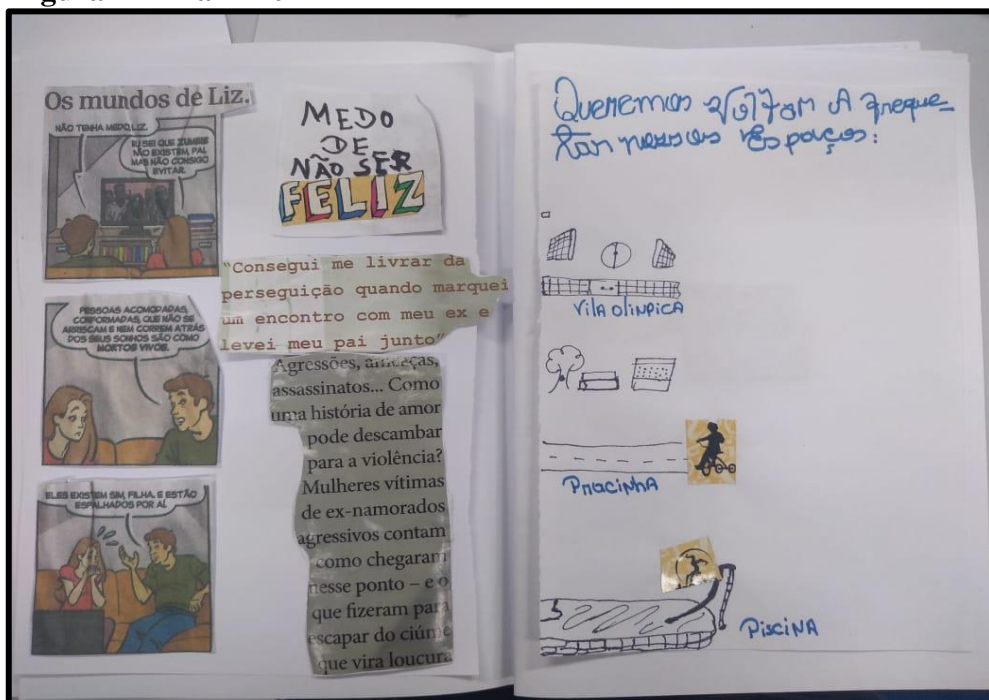 Os mundos de Liz.
NÃO TENHA MEDO, LIZ.
EU SEI QUE ZUMBIS
NÃO EXISTEM, PAI,
MAS NÃO CONSIGO
EVITAR.
PESSOAS ACOMODADAS,
CONFORMADAS, QUE NÃO SE
ARRISCAM E NEM CORREM ATRÁS
DOS SEUS SONHOS SÃO COMO
MORTOS VIVOS.
ELES EXISTEM SIM, FILHA. E ESTÃO
ESPALHADOS POR AÍ.
MEDO
DE
NÃO SER
FELIZ
"Consegui me livrar da
perseguição quando marquei
um encontro com meu ex e
levei meu pai junto"
Agressões, ameaças,
assassinatos... Como
uma história de amor
pode descambar
para a violência?
Mulheres vítimas
de ex-namorados
agressivos contam
como chegaram
nesse ponto – e o
que fizeram para
escapar do ciúme
que vira loucura
Queremos voltar A freque-
tar nossos Espaços:
VilA olinpicA
PracinhA
PisciNA